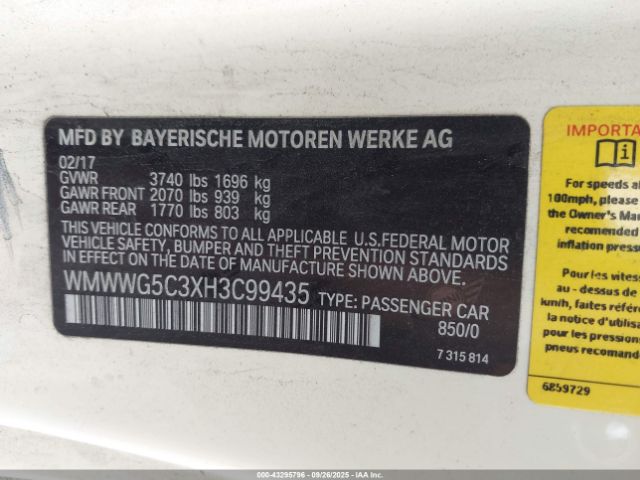 MFD BY BAYERISCHE MOTOREN WERKE AG
02/17
GVWR 3740 lbs 1696 kg
GAWR FRONT 2070 lbs 939 kg
GAWR REAR 1770 lbs 803 kg
THIS VEHICLE CONFORMS TO ALL APPLICABLE U.S.FEDERAL MOTOR
VEHICLE SAFETY, BUMPER AND THEFT PREVENTION STANDARDS
IN EFFECT ON THE DATE OF MANUFACTURE SHOWN ABOVE.
WMWWG5C3XH3C99435 TYPE: PASSENGER CAR
850/0
7 315 814
IMPORTA
i
For speeds a
100mph, please
the Owner's Ma
recommended
inflation press
Pour les vitess
au - dessus de
km/h, faites référe
la notice d'utilisa
pour les pression
pneus recomand
6859729
000-43295796 - 09/26/2025 - IAA, LLC